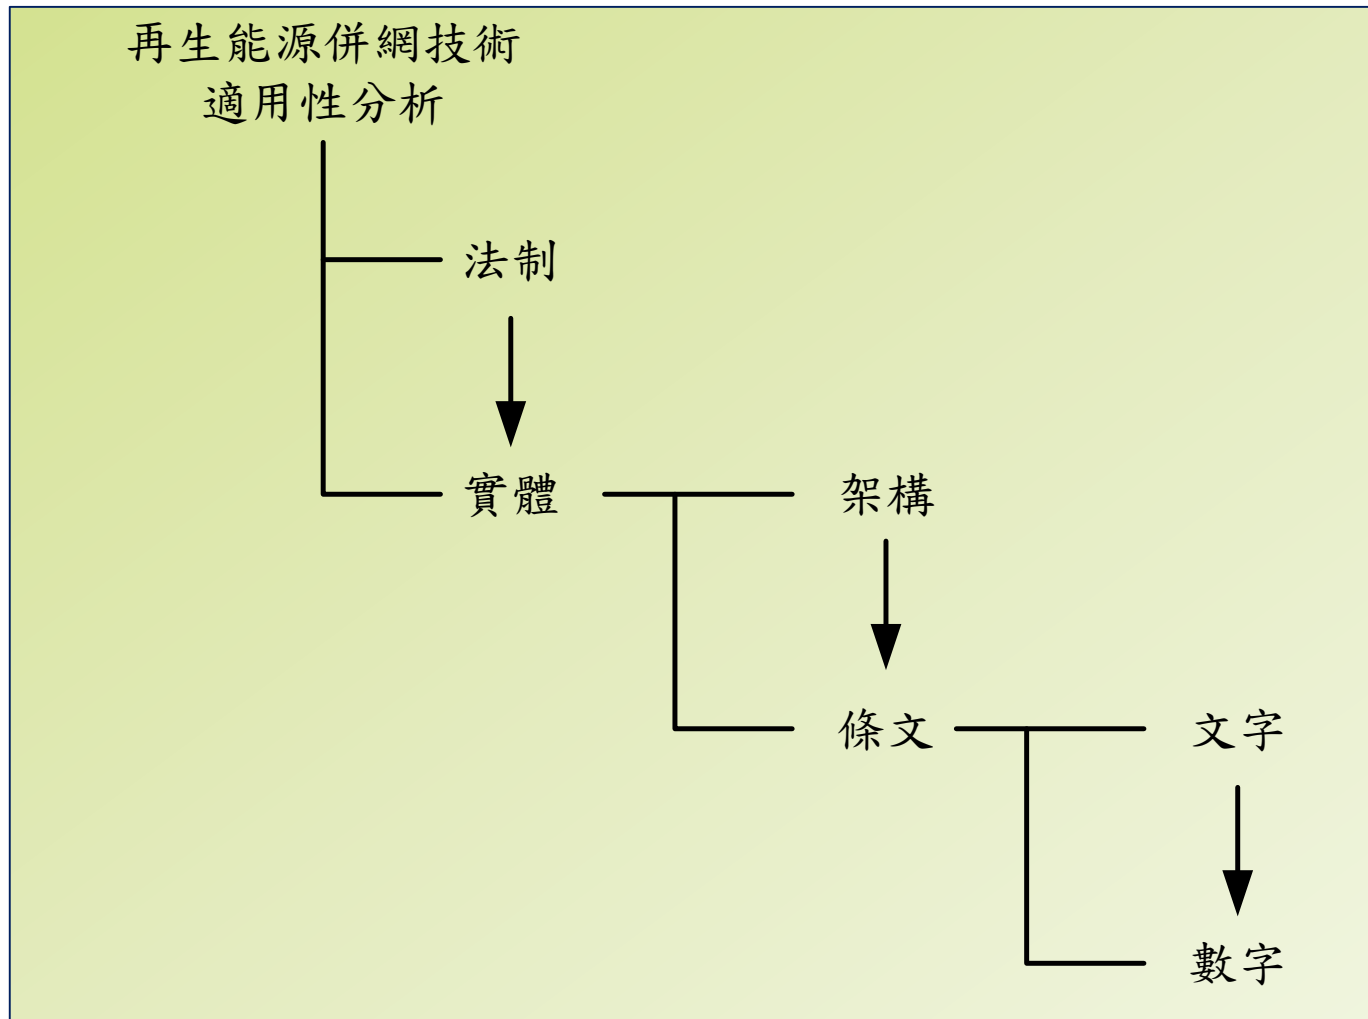 再生能源併網技術
適用性分析
法制
實體
架構
條文
文字
數字